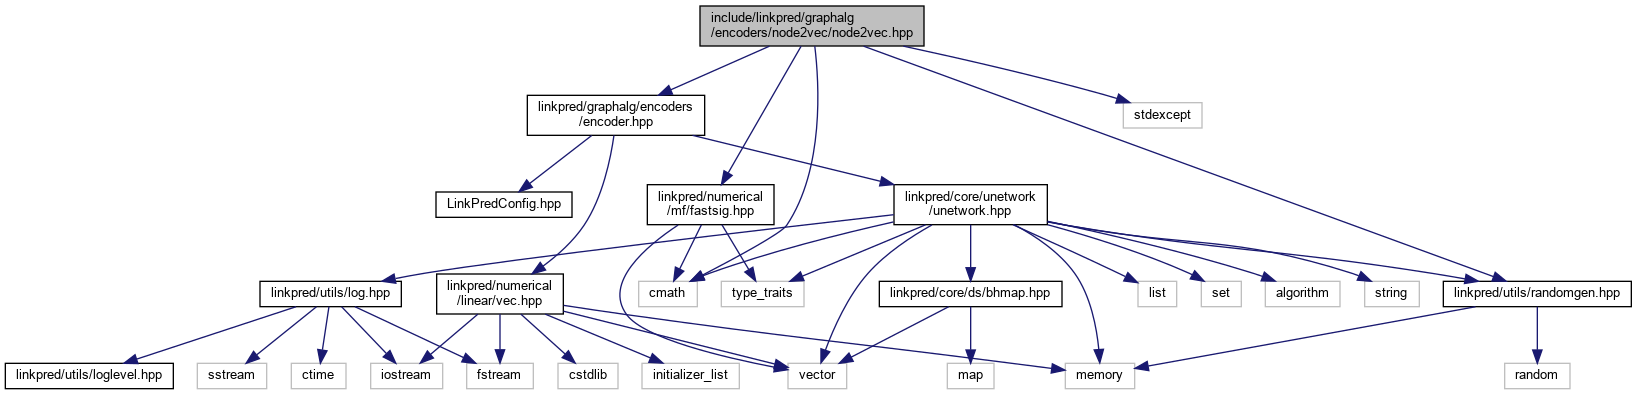 include/linkpred/graphalg
/encoders/node2vec/node2vec.hpp
linkpred/graphalg/encoders
/encoder.hpp
stdexcept
LinkPredConfig.hpp
linkpred/numerical
/mf/fastsig.hpp
linkpred/core/unetwork
/unetwork.hpp
linkpred/utils/log.hpp
linkpred/numerical
/linear/vec.hpp
cmath
type_traits
linkpred/core/ds/bhmap.hpp
list
set
algorithm
string
linkpred/utils/randomgen.hpp
linkpred/utils/loglevel.hpp
sstream
ctime
iostream
fstream
cstdlib
initializer_list
vector
map
memory
random